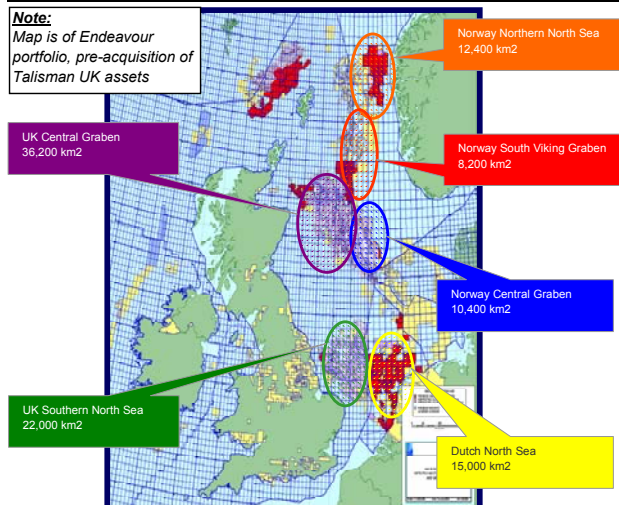 Note:
Map is of Endeavour
portfolio, pre-acquisition of
Talisman UK assets
Norway Northern North Sea
12,400 km2
UK Central Graben
36,200 km2
Norway South Viking Graben
8,200 km2
Norway Central Graben
10,400 km2
UK Southern North Sea
22,000 km2
Dutch North Sea
15,000 km2